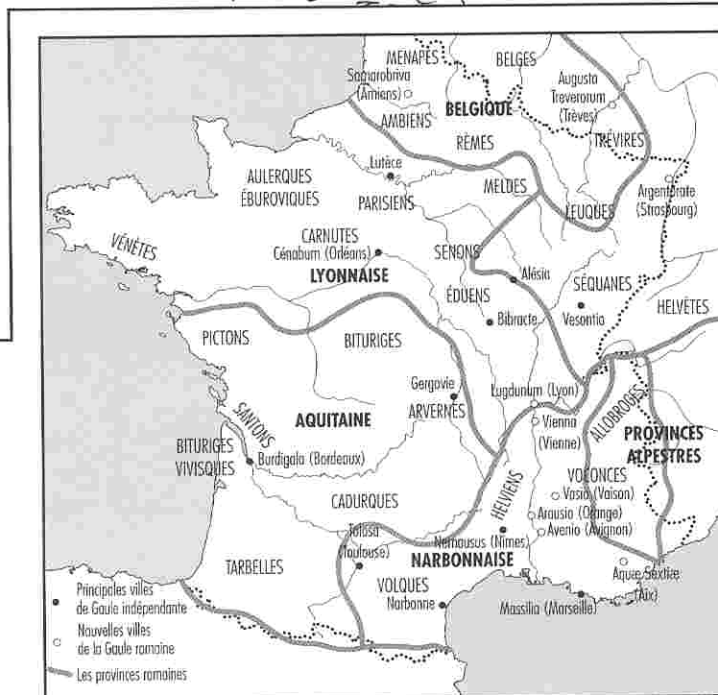 MENAPES
BELGES
Samarobriva
(Amiens)
Augusta
Treverorum
(Trèves)
BELGIQUE
AMBIENS
TRÉVIRES
RÈMES
Lutèce
AULERQUES
ÉBUROVIQUES
MELDES
Argentorate
(Strasbourg)
PARISIENS
LEUQUES
VÉNÈTES
CARNUTES
Cénabum (Orléans)
SENONS
LYONNAISE
Alésia
SÉQUANES
ÉDUENS
HELVÈTES
Bibracte
Vesontio
PICTONS
BITURIGES
Gergovie
Lugdunum (Lyon)
ARVERNES
ALLOBROGES
SANTONS
AQUITAINE
Vienna
(Vienne)
PROVINCES
ALPESTRES
BITURIGES
VIVISQUES
Burdigala (Bordeaux)
VOCONCES
HELVIENS
Vasio (Vaison)
CADURQUES
Arausio (Orange)
Tolosa
(Toulouse)
Nemausus (Nîmes)
Avenio (Avignon)
NARBONNAISE
TARBELLES
VOLQUES
Aquae Sextiæ
(Aix)
Narbonne
Massilia (Marseille)
Principales villes
de Gaule indépendante
Nouvelles villes
de la Gaule romaine
Les provinces romaines